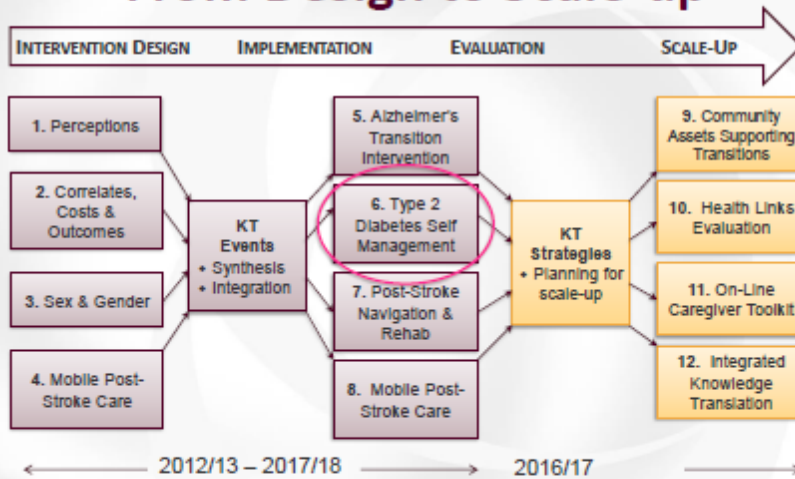 INTERVENTION DESIGN IMPLEMENTATION EVALUATION SCALE-UP
1. Perceptions
2. Correlates,
Costs &
Outcomes
3. Sex & Gender
4. Mobile Post-
Stroke Care
KT
Events
+ Synthesis
+ Integration
5. Alzheimer's
Transition
Intervention
6. Type 2
Diabetes Self
Management
7. Post-Stroke
Navigation &
Rehab
8. Mobile Post-
Stroke Care
KT
Strategies
+ Planning for
scale-up
9. Community
Assets Supporting
Transitions
10. Health Links
Evaluation
11. On-Line
Caregiver Toolkit
12. Integrated
Knowledge
Translation
2012/13 – 2017/18 2016/17